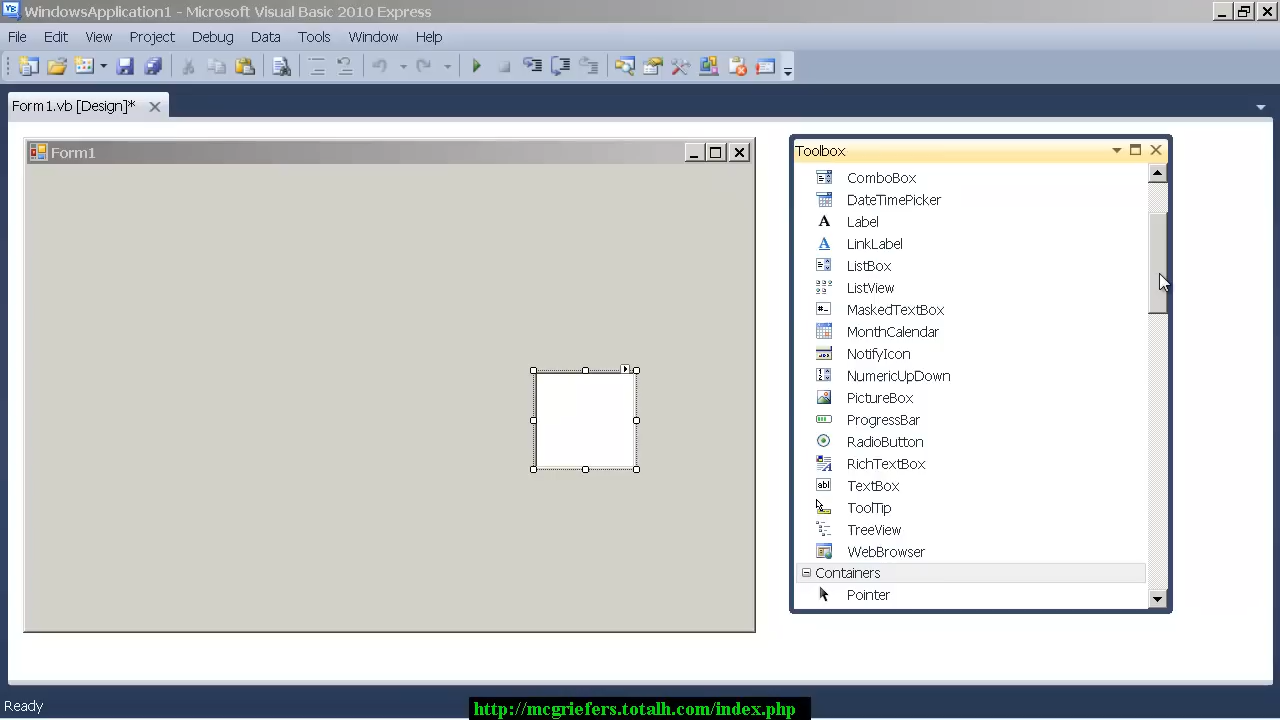 WindowsApplication1 - Microsoft Visual Basic 2010 Express
File Edit View Project Debug Data Tools Window Help
Form1.vb [Design]*
Form1
Toolbox
ComboBox
DateTimePicker
Label
LinkLabel
ListBox
ListView
MaskedTextBox
MonthCalendar
NotifyIcon
NumericUpDown
PictureBox
ProgressBar
RadioButton
RichTextBox
TextBox
ToolTip
TreeView
WebBrowser
Containers
Pointer
Ready
http://mcgriefers.totalh.com/index.php